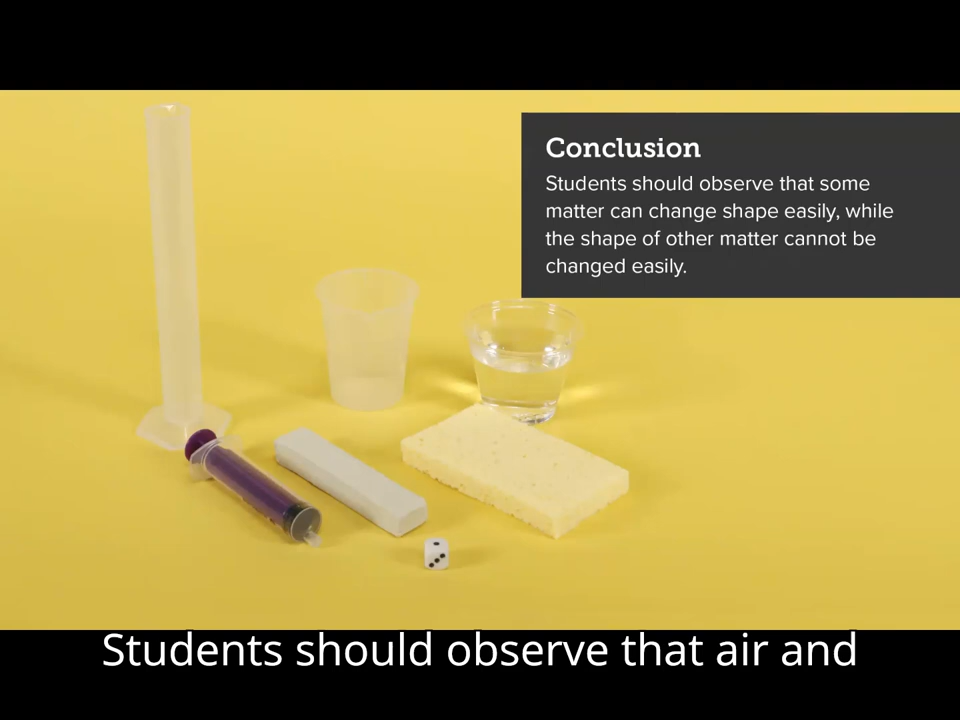 Conclusion
Students should observe that some
matter can change shape easily, while
the shape of other matter cannot be
changed easily.
Students should observe that air and